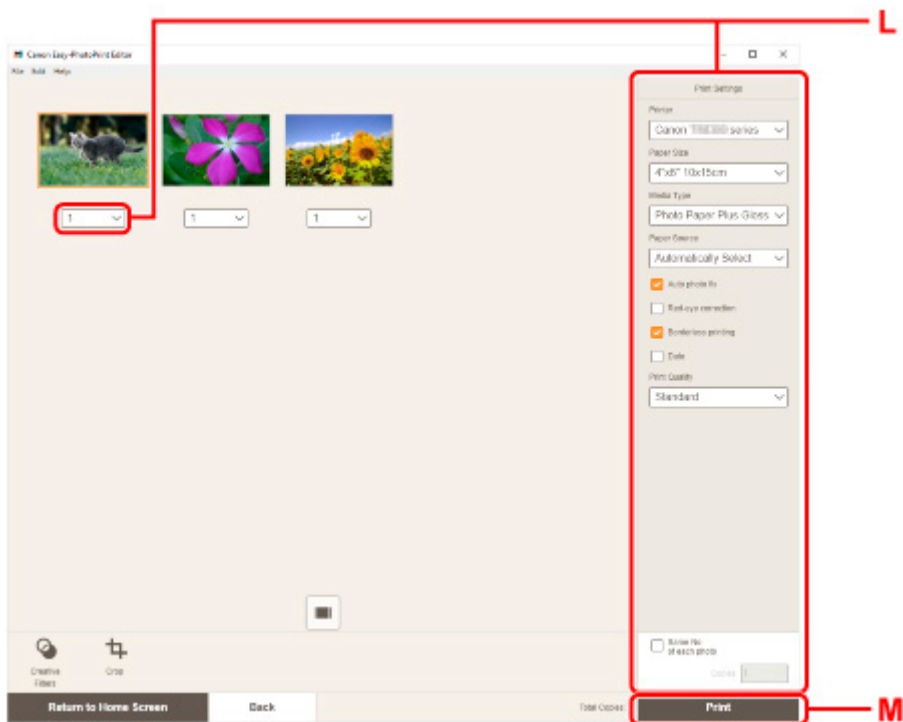 L
Canon Easy-PhotoPrint Editor
File Edit Help
Print Settings
Printer
Canon series
Paper Size
4"x6" 10x15cm
1 1 1
Media Type
Photo Paper Plus Gloss
Paper Source
Automatically Select
Auto photo fix
Red-eye correction
Borderless printing
Date
Print Quality
Standard
Same No.
of each photo
Copies 1
Creative
Filters
Crop
Return to Home Screen
Back
Total Copies:
Print
M